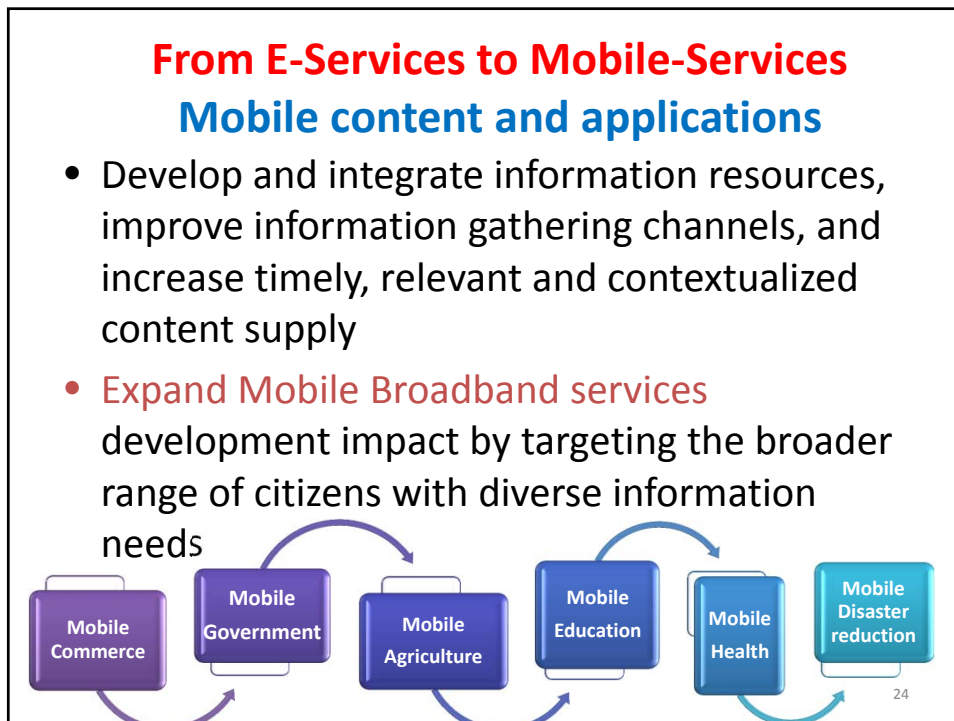 From E-Services to Mobile-Services
Mobile content and applications
• Develop and integrate information resources,
improve information gathering channels, and
increase timely, relevant and contextualized
content supply
• Expand Mobile Broadband services
development impact by targeting the broader
range of citizens with diverse information
needs
Mobile
Commerce
Mobile
Government
Mobile
Agriculture
Mobile
Education
Mobile
Health
Mobile
Disaster
reduction
24